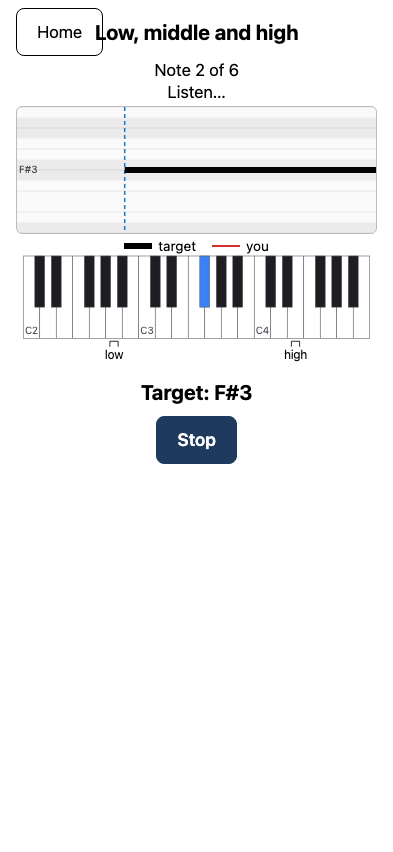 Home
Low, middle and high
Note 2 of 6
Listen...
F#3
target you
C2 C3 C4
low high
Target: F#3
Stop